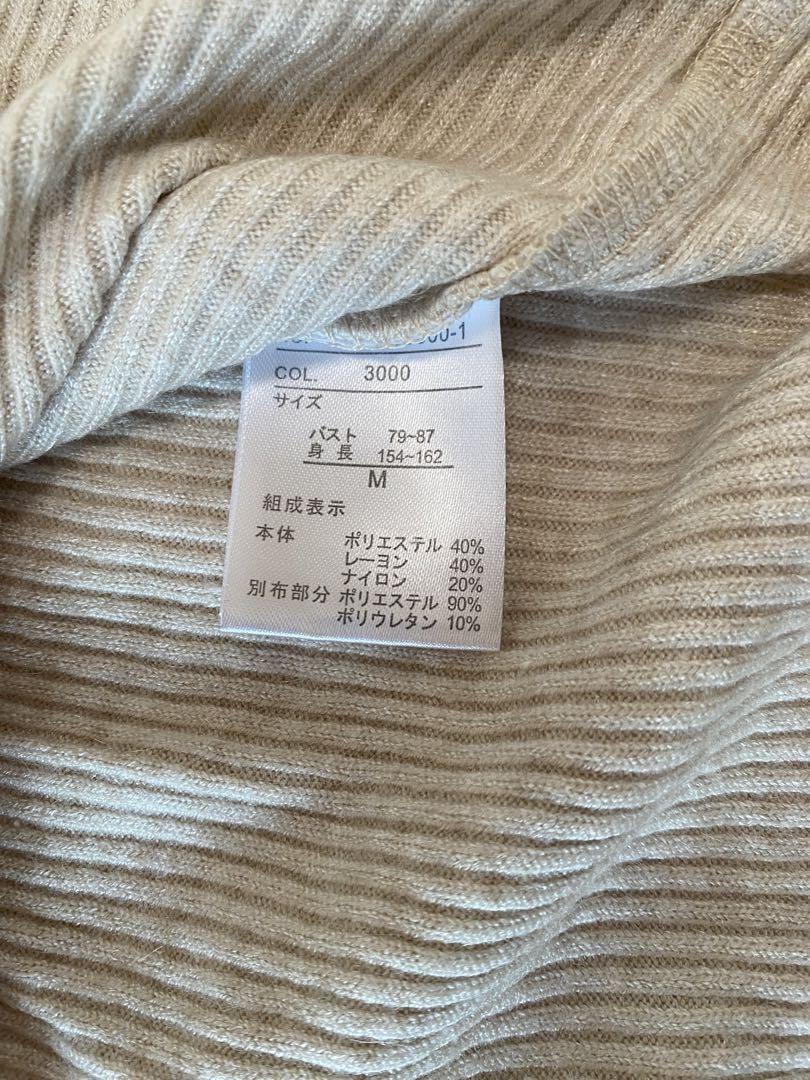 00-1
COL. 3000
サイズ
バスト 79~87
身長 154~162
M
組成表示
本体 ポリエステル 40%
レーヨン 40%
ナイロン 20%
別布部分 ポリエステル 90%
ポリウレタン 10%